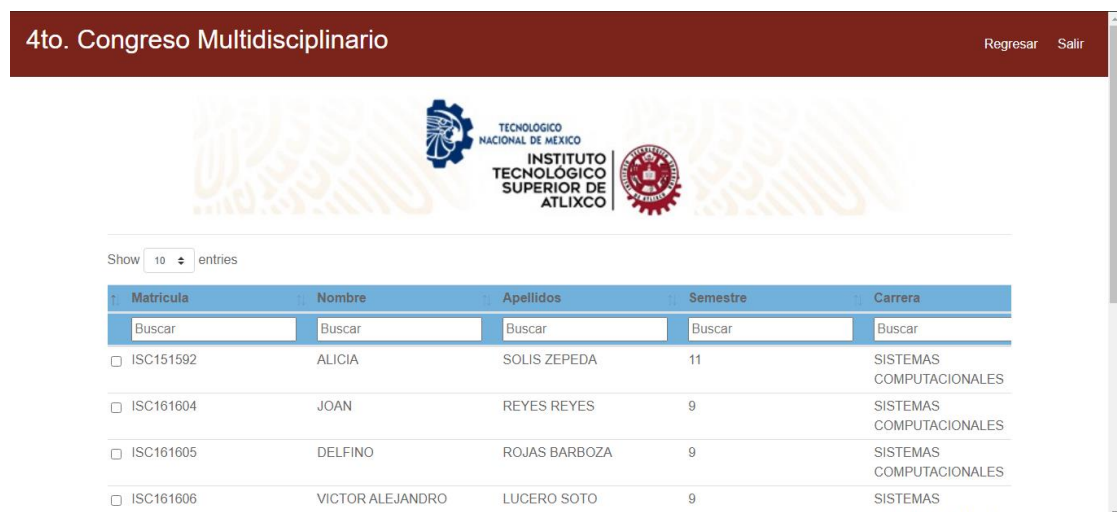 4to. Congreso Multidisciplinario
Regresar Salir
TECNOLOGICO
NACIONAL DE MEXICO
INSTITUTO
TECNOLÓGICO
SUPERIOR DE
ATLIXCO
Show 10 entries
Matricula Nombre Apellidos Semestre Carrera
Buscar Buscar Buscar Buscar Buscar
ISC151592 ALICIA SOLIS ZEPEDA 11 SISTEMAS
COMPUTACIONALES
ISC161604 JOAN REYES REYES 9 SISTEMAS
COMPUTACIONALES
ISC161605 DELFINO ROJAS BARBOZA 9 SISTEMAS
COMPUTACIONALES
ISC161606 VICTOR ALEJANDRO LUCERO SOTO 9 SISTEMAS